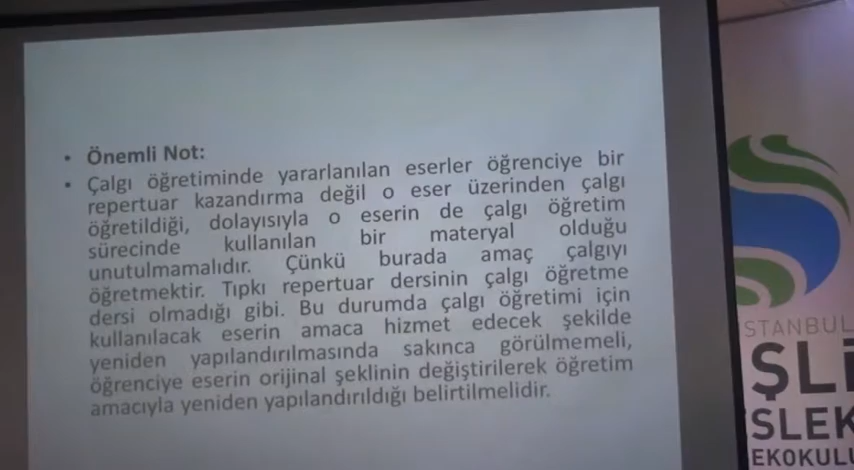 • Önemli Not:
• Çalgı öğretiminde yararlanılan eserler öğrenciye bir
repertuar kazandırma değil o eser üzerinden çalgı
öğretildiği, dolayısıyla o eserin de çalgı öğretim
sürecinde kullanılan bir materyal olduğu
unutulmamalıdır. Çünkü burada amaç çalgıyı
öğretmektir. Tıpkı repertuar dersinin çalgı öğretme
dersi olmadığı gibi. Bu durumda çalgı öğretimi için
kullanılacak eserin amaca hizmet edecek şekilde
yeniden yapılandırılmasında sakınca görülmemeli,
öğrenciye eserin orijinal şeklinin değiştirilerek öğretim
amacıyla yeniden yapılandırıldığı belirtilmelidir.
STANBUL
ŞLİ
SLEK
EKOKULU